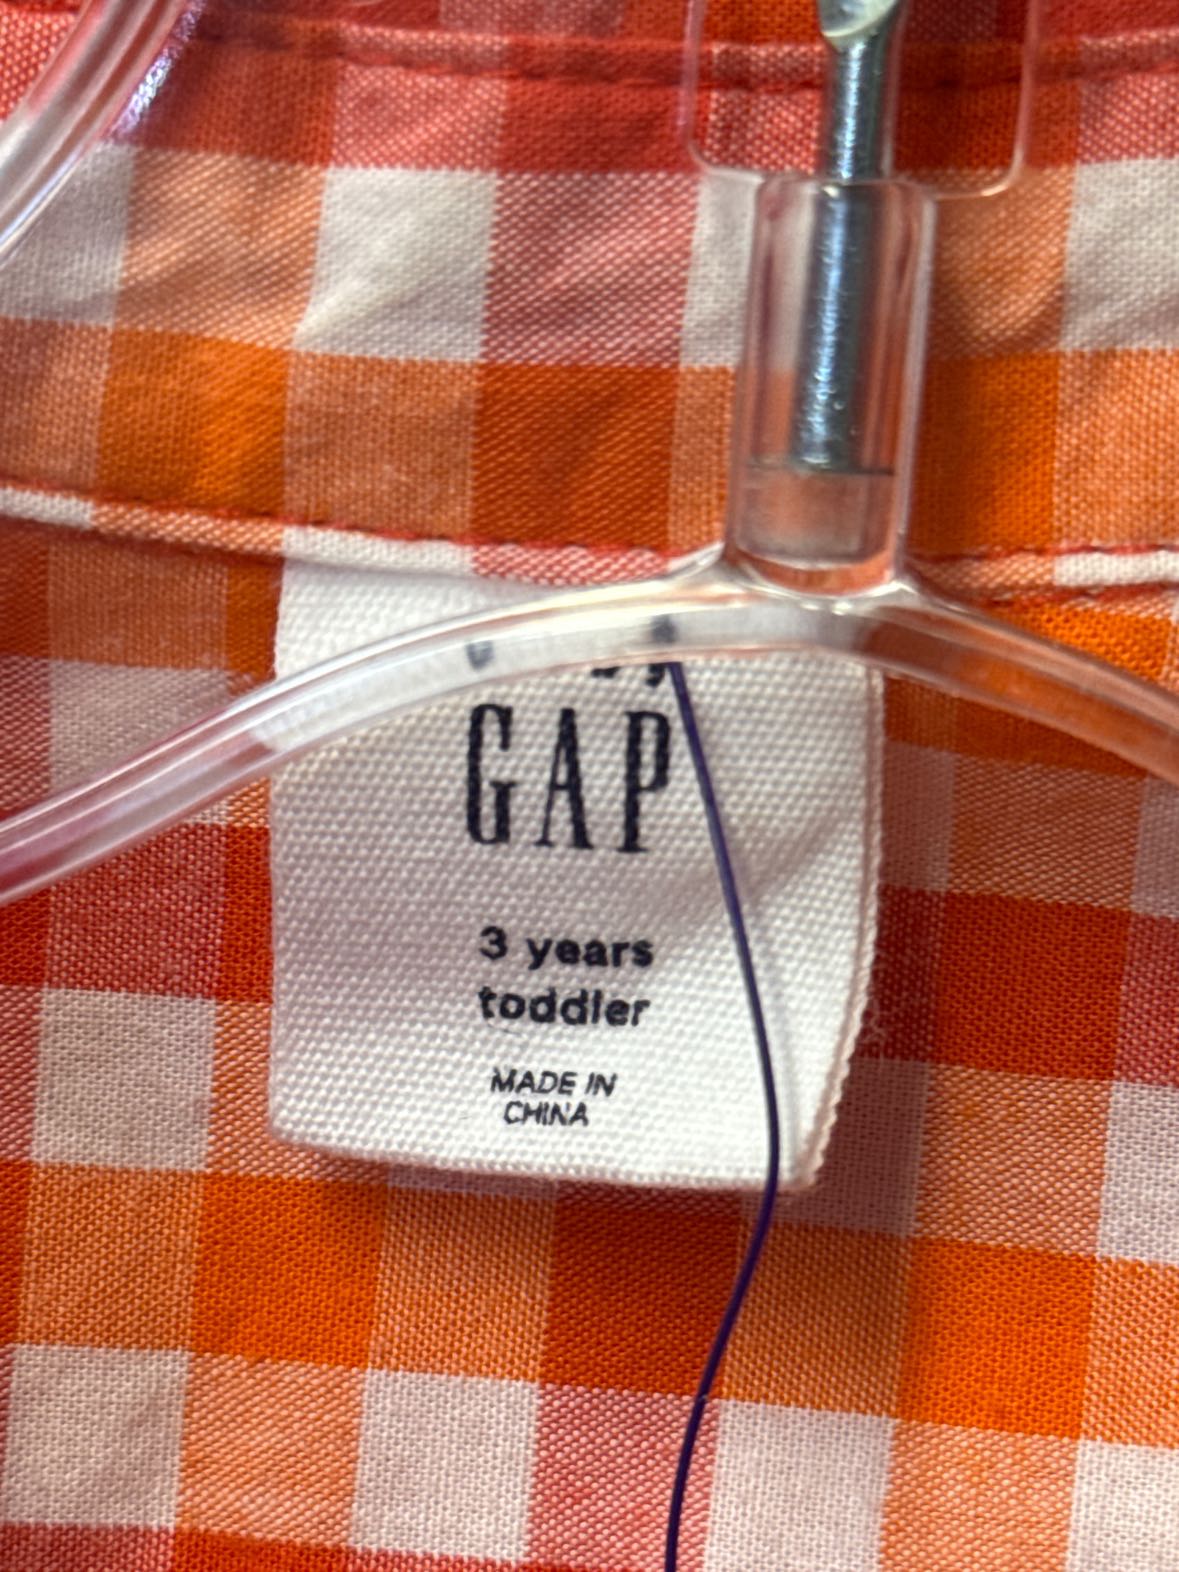 GAP
3 years
toddler
MADE IN
CHINA